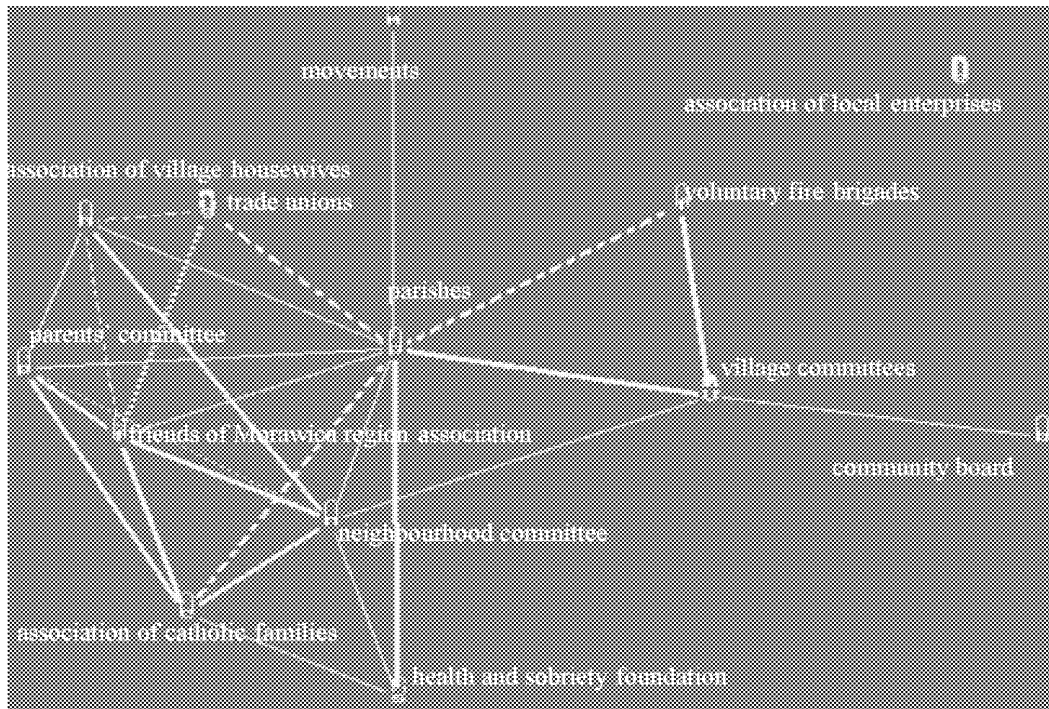 movements
association of local enterprises
association of village housewives
voluntary fire brigades
trade unions
parishes
parents' committee
village committees
friends of Morawica region association
community board
neighbourhood committee
association of catholic families
health and sobriety foundation